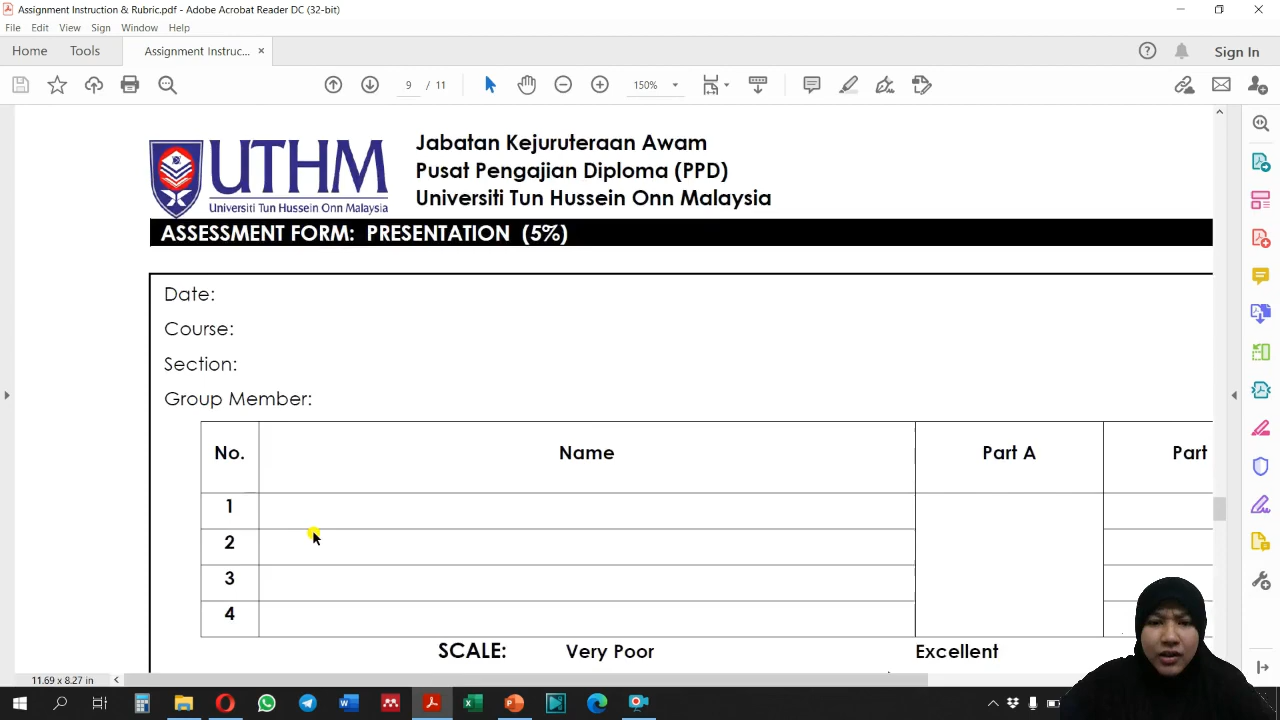 Assignment Instruction & Rubric.pdf - Adobe Acrobat Reader DC (32-bit)
File Edit View Sign Window Help
Home Tools Assignment Instruc... × Sign In
9 / 11 150%
UTHM
Universiti Tun Hussein Onn Malaysia
Jabatan Kejuruteraan Awam
Pusat Pengajian Diploma (PPD)
Universiti Tun Hussein Onn Malaysia
ASSESSMENT FORM: PRESENTATION (5%)
Date:
Course:
Section:
Group Member:
No. Name Part A Part
1
2
3
4
SCALE: Very Poor Excellent
11.69 x 8.27 in